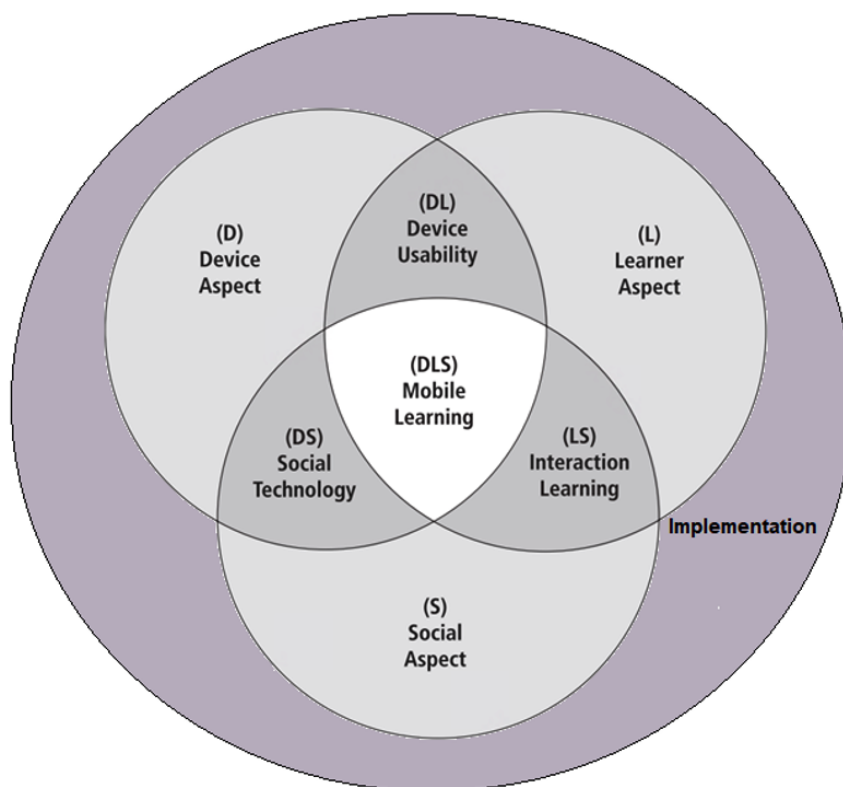 (DL)
Device
Usability
(D)
Device
Aspect
(L)
Learner
Aspect
(DLS)
Mobile
Learning
(DS)
Social
Technology
(LS)
Interaction
Learning
Implementation
(S)
Social
Aspect